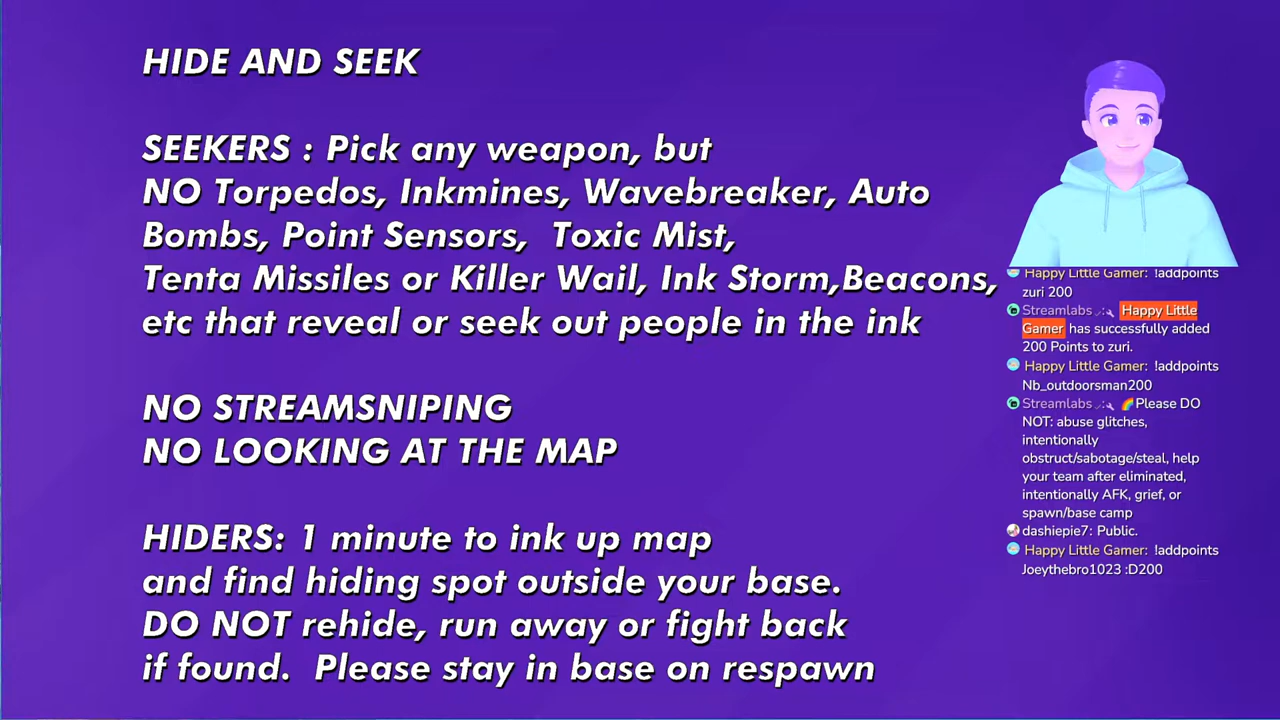 HIDE AND SEEK
SEEKERS : Pick any weapon, but
NO Torpedos, Inkmines, Wavebreaker, Auto
Bombs, Point Sensors,  Toxic Mist,
Tenta Missiles or Killer Wail, Ink Storm,Beacons,
etc that reveal or seek out people in the ink
NO STREAMSNIPING
NO LOOKING AT THE MAP
HIDERS: 1 minute to ink up map
and find hiding spot outside your base.
DO NOT rehide, run away or fight back
if found.  Please stay in base on respawn
Happy Little Gamer: !addpoints
zuri 200
Streamlabs Happy Little
Gamer has successfully added
200 Points to zuri.
Happy Little Gamer: !addpoints
Nb_outdoorsman200
Streamlabs 🌈Please DO
NOT: abuse glitches,
intentionally
obstruct/sabotage/steal, help
your team after eliminated,
intentionally AFK, grief, or
spawn/base camp
dashiepie7: Public.
Happy Little Gamer: !addpoints
Joeythebro1023 :D200